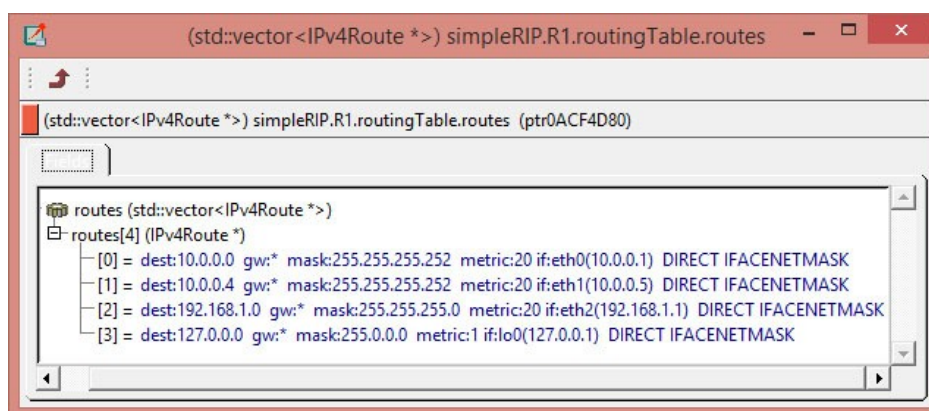 (std::vector<IPv4Route *>) simpleRIP.R1.routingTable.routes
(std::vector<IPv4Route *>) simpleRIP.R1.routingTable.routes (ptr0ACF4D80)
Fields
routes (std::vector<IPv4Route *>)
routes[4] (IPv4Route *)
[0] = dest:10.0.0.0 gw:* mask:255.255.255.252 metric:20 if:eth0(10.0.0.1) DIRECT IFACENETMASK
[1] = dest:10.0.0.4 gw:* mask:255.255.255.252 metric:20 if:eth1(10.0.0.5) DIRECT IFACENETMASK
[2] = dest:192.168.1.0 gw:* mask:255.255.255.0 metric:20 if:eth2(192.168.1.1) DIRECT IFACENETMASK
[3] = dest:127.0.0.0 gw:* mask:255.0.0.0 metric:1 if:lo0(127.0.0.1) DIRECT IFACENETMASK